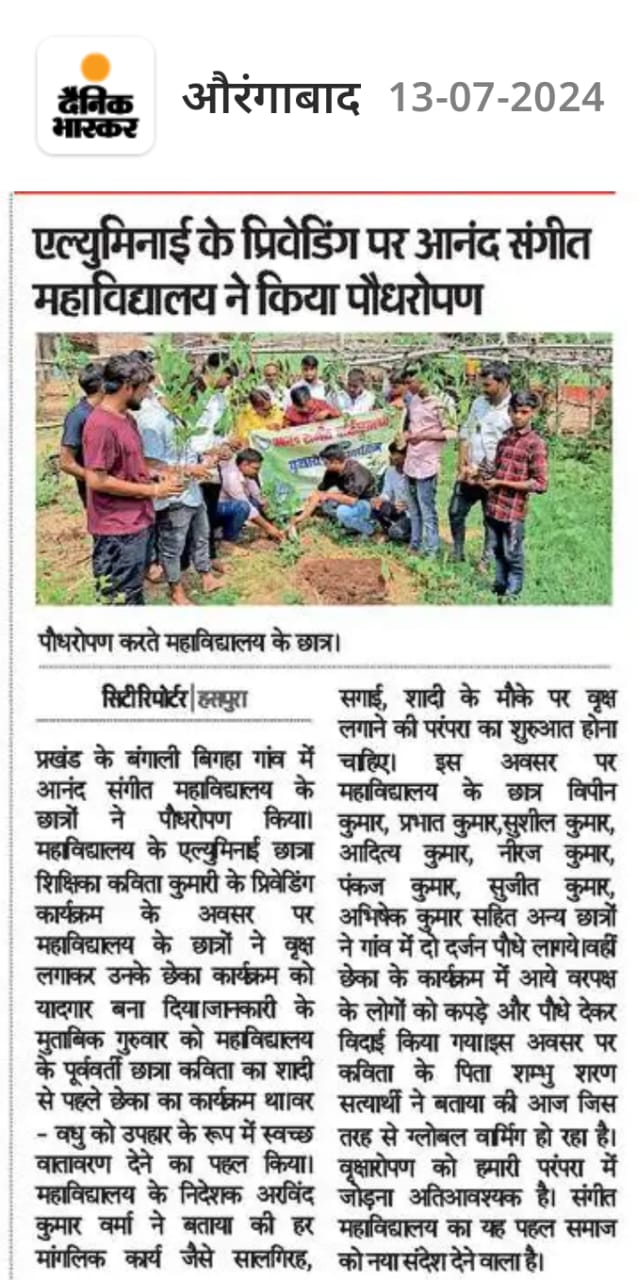 दैनिक
भास्कर
औरंगाबाद 13-07-2024
एल्युमिनाई के प्रिवेडिंग पर आनंद संगीत
महाविद्यालय ने किया पौधरोपण
पौधरोपण करते महाविद्यालय के छात्र।
सिटी रिपोर्टर|हसपुरा
प्रखंड के बंगाली बिगहा गांव में
आनंद संगीत महाविद्यालय के
छात्रों ने पौधरोपण किया।
महाविद्यालय के एल्युमिनाई छात्रा
शिक्षिका कविता कुमारी के प्रिवेडिंग
कार्यक्रम के अवसर पर
महाविद्यालय के छात्रों ने वृक्ष
लगाकर उनके छेका कार्यक्रम को
यादगार बना दिया।जानकारी के
मुताबिक गुरुवार को महाविद्यालय
के पूर्ववर्ती छात्रा कविता का शादी
से पहले छेका का कार्यक्रम था।वर
- वधु को उपहार के रूप में स्वच्छ
वातावरण देने का पहल किया।
महाविद्यालय के निदेशक अरविंद
कुमार वर्मा ने बताया की हर
मांगलिक कार्य जैसे सालगिरह,
सगाई, शादी के मौके पर वृक्ष
लगाने की परंपरा का शुरुआत होना
चाहिए। इस अवसर पर
महाविद्यालय के छात्र विपीन
कुमार, प्रभात कुमार,सुशील कुमार,
आदित्य कुमार, नीरज कुमार,
पंकज कुमार, सुजीत कुमार,
अभिषेक कुमार सहित अन्य छात्रों
ने गांव में दो दर्जन पौधे लागये।वहीं
छेका के कार्यक्रम में आये वरपक्ष
के लोगों को कपड़े और पौधे देकर
विदाई किया गया।इस अवसर पर
कविता के पिता शम्भु शरण
सत्यार्थी ने बताया की आज जिस
तरह से ग्लोबल वार्मिग हो रहा है।
वृक्षारोपण को हमारी परंपरा में
जोड़ना अतिआवश्यक है। संगीत
महाविद्यालय का यह पहल समाज
को नया संदेश देने वाला है।